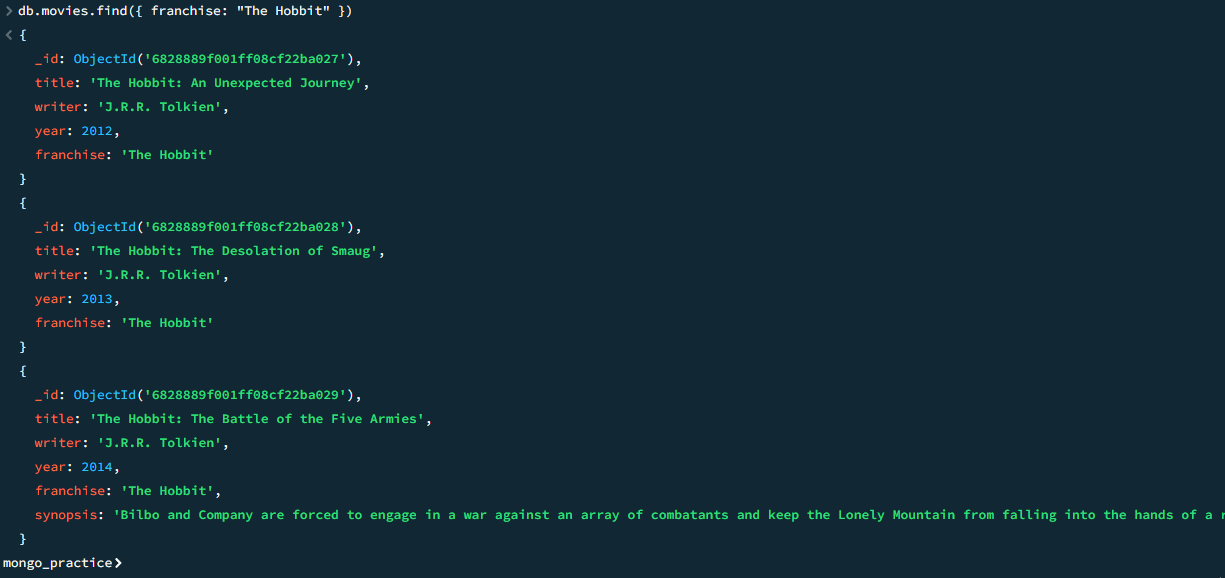 > db.movies.find({ franchise: "The Hobbit" })
< {
_id: ObjectId('6828889f001ff08cf22ba027'),
title: 'The Hobbit: An Unexpected Journey',
writer: 'J.R.R. Tolkien',
year: 2012,
franchise: 'The Hobbit'
}
{
_id: ObjectId('6828889f001ff08cf22ba028'),
title: 'The Hobbit: The Desolation of Smaug',
writer: 'J.R.R. Tolkien',
year: 2013,
franchise: 'The Hobbit'
}
{
_id: ObjectId('6828889f001ff08cf22ba029'),
title: 'The Hobbit: The Battle of the Five Armies',
writer: 'J.R.R. Tolkien',
year: 2014,
franchise: 'The Hobbit',
synopsis: 'Bilbo and Company are forced to engage in a war against an array of combatants and keep the Lonely Mountain from falling into the hands of a
}
mongo_practice>